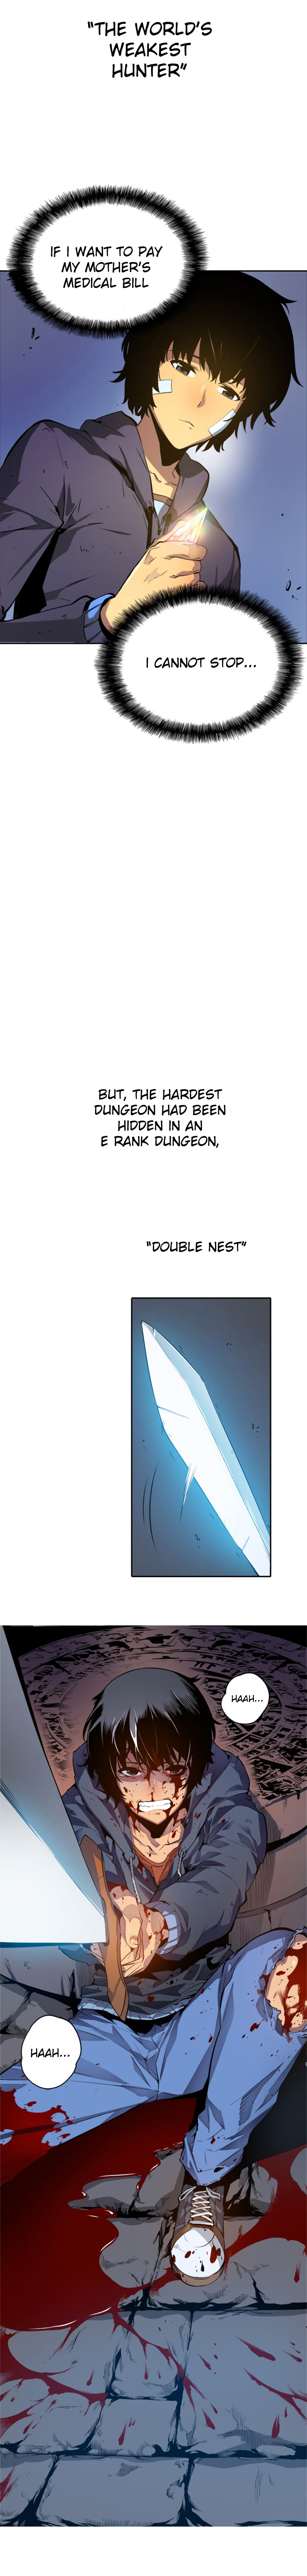 "THE WORLD'S
WEAKEST
HUNTER"
IF I WANT TO PAY
MY MOTHER'S
MEDICAL BILL
I CANNOT STOP...
BUT, THE HARDEST
DUNGEON HAD BEEN
HIDDEN IN AN
E RANK DUNGEON,
"DOUBLE NEST"
HAAH...
HAAH...